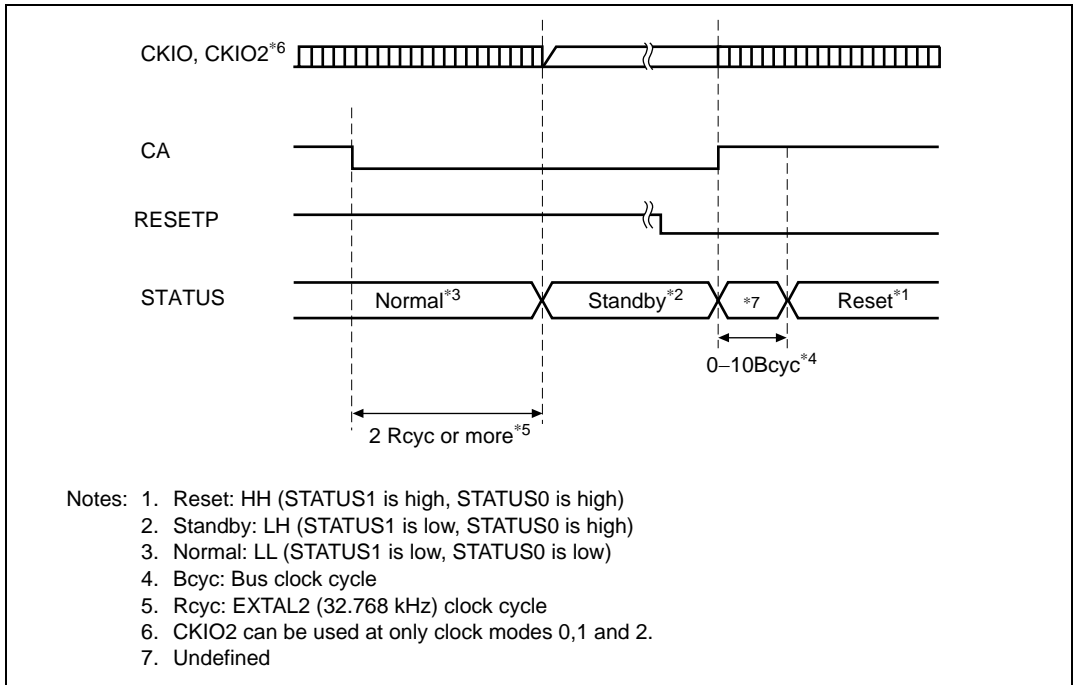 CKIO, CKIO2*6
CA
RESETP
STATUS Normal*3 Standby*2 *7 Reset*1
0–10Bcyc*4
2 Rcyc or more*5
Notes: 1. Reset: HH (STATUS1 is high, STATUS0 is high)
2. Standby: LH (STATUS1 is low, STATUS0 is high)
3. Normal: LL (STATUS1 is low, STATUS0 is low)
4. Bcyc: Bus clock cycle
5. Rcyc: EXTAL2 (32.768 kHz) clock cycle
6. CKIO2 can be used at only clock modes 0,1 and 2.
7. Undefined